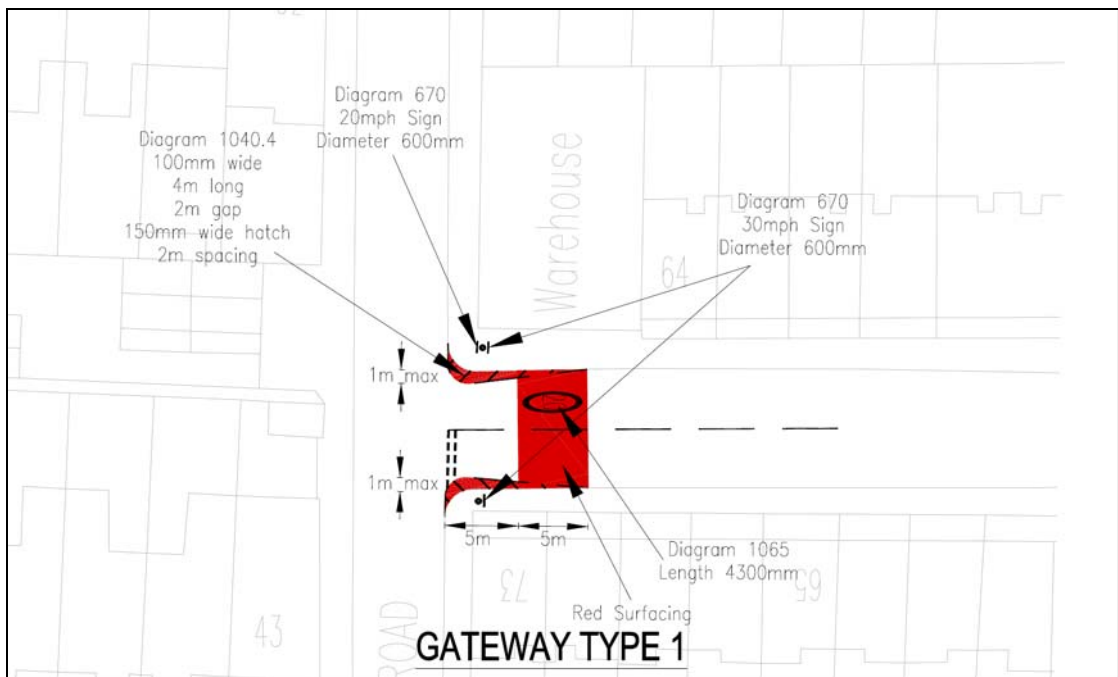 Diagram 670
20mph Sign
Diameter 600mm
Diagram 1040.4
100mm wide
4m long
2m gap
150mm wide hatch
2m spacing
Warehouse
Diagram 670
30mph Sign
Diameter 600mm
64
1m max
1m max
5m
5m
Diagram 1065
Length 4300mm
73
65
Red Surfacing
43
ROAD
GATEWAY TYPE 1